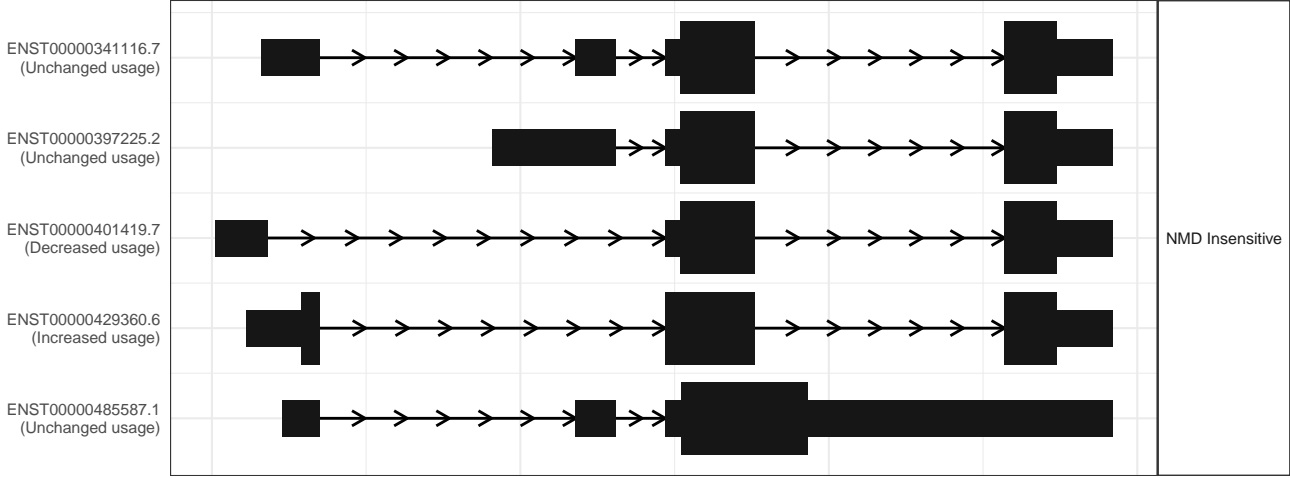 ENST00000341116.7
(Unchanged usage)
ENST00000397225.2
(Unchanged usage)
ENST00000401419.7
(Decreased usage)
NMD Insensitive
ENST00000429360.6
(Increased usage)
ENST00000485587.1
(Unchanged usage)